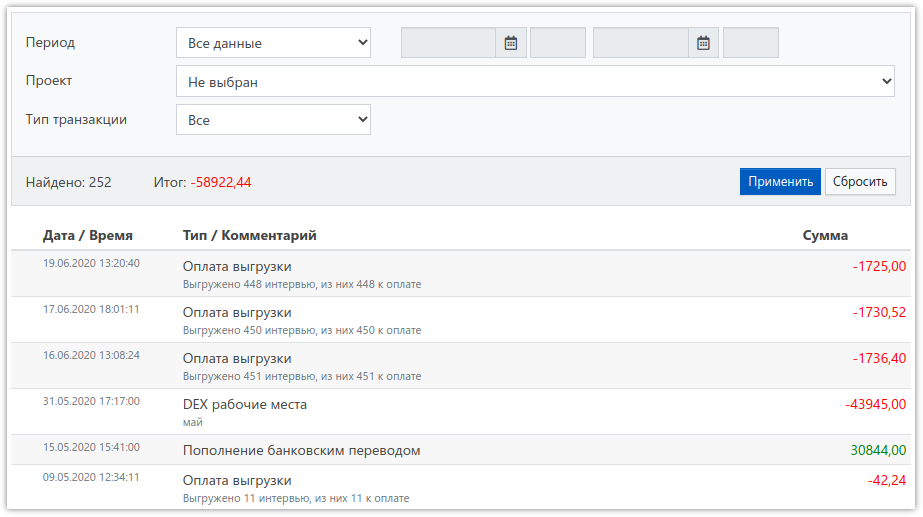 Период Все данные
Проект Не выбран
Тип транзакции Все
Найдено: 252 Итог: -58922,44 Применить Сбросить
Дата / Время Тип / Комментарий Сумма
19.06.2020 13:20:40 Оплата выгрузки -1725,00
Выгружено 448 интервью, из них 448 к оплате
17.06.2020 18:01:11 Оплата выгрузки -1730,52
Выгружено 450 интервью, из них 450 к оплате
16.06.2020 13:08:24 Оплата выгрузки -1736,40
Выгружено 451 интервью, из них 451 к оплате
31.05.2020 17:17:00 DEX рабочие места -43945,00
май
15.05.2020 15:41:00 Пополнение банковским переводом 30844,00
09.05.2020 12:34:11 Оплата выгрузки -42,24
Выгружено 11 интервью, из них 11 к оплате